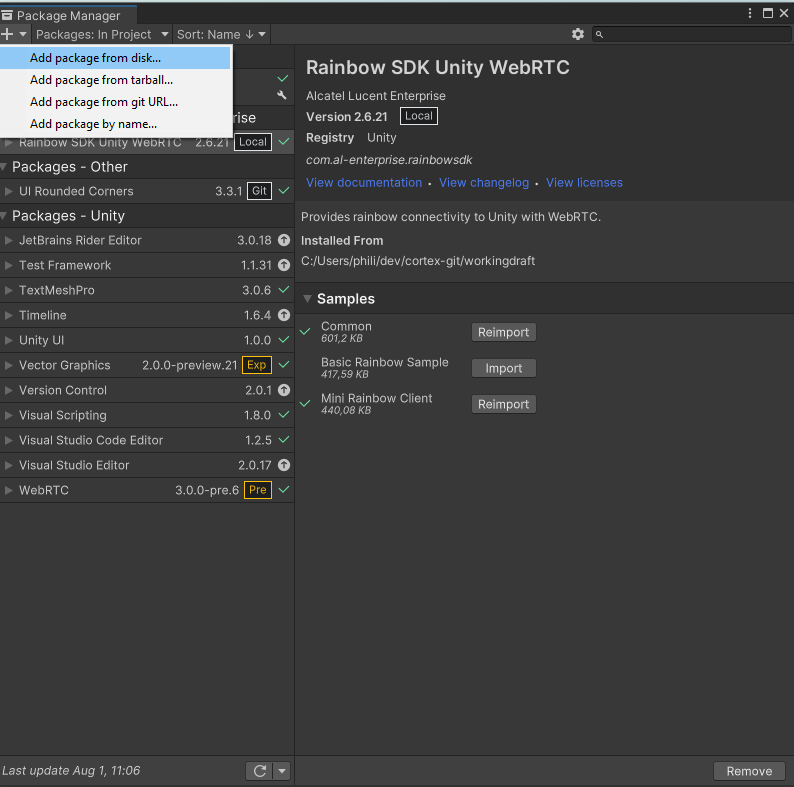 Package Manager
Packages: In Project Sort: Name ↓
Add package from disk...
Add package from tarball...
Add package from git URL...
Add package by name...
rise
Rainbow SDK Unity WebRTC 2.6.21 Local
Packages - Other
UI Rounded Corners 3.3.1 Git
Packages - Unity
JetBrains Rider Editor 3.0.18
Test Framework 1.1.31
TextMeshPro 3.0.6
Timeline 1.6.4
Unity UI 1.0.0
Vector Graphics 2.0.0-preview.21 Exp
Version Control 2.0.1
Visual Scripting 1.8.0
Visual Studio Code Editor 1.2.5
Visual Studio Editor 2.0.17
WebRTC 3.0.0-pre.6 Pre
Last update Aug 1, 11:06
Rainbow SDK Unity WebRTC
Alcatel Lucent Enterprise
Version 2.6.21 Local
Registry Unity
com.al-enterprise.rainbowsdk
View documentation • View changelog • View licenses
Provides rainbow connectivity to Unity with WebRTC.
Installed From
C:/Users/phili/dev/cortex-git/workingdraft
Samples
Common Reimport
601,2 KB
Basic Rainbow Sample Import
417,59 KB
Mini Rainbow Client Reimport
440,08 KB
Remove